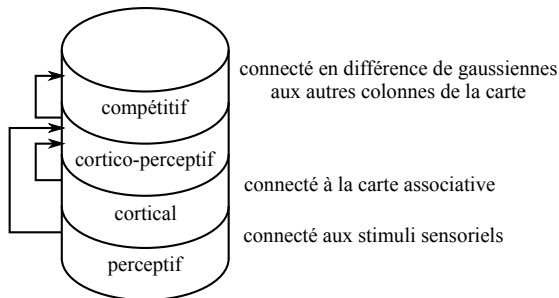 connecté en différence de gaussiennes
aux autres colonnes de la carte
compétitif
cortico-perceptif
connecté à la carte associative
cortical
connecté aux stimuli sensoriels
perceptif